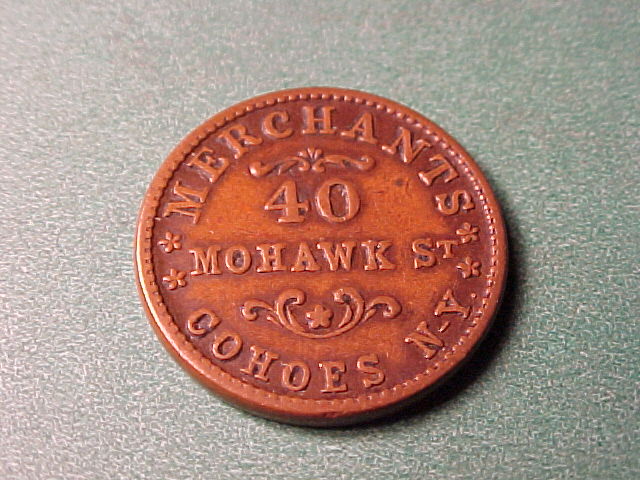 MERCHANTS
40
MOHAWK ST
COHOES N-Y.